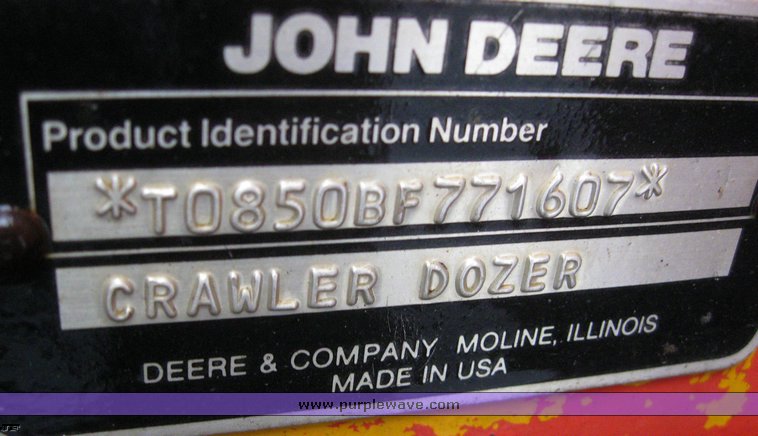 JOHN DEERE
Product Identification Number
*T0850BF771607*
CRAWLER DOZER
DEERE & COMPANY MOLINE, ILLINOIS
MADE IN USA
www.purplewave.com